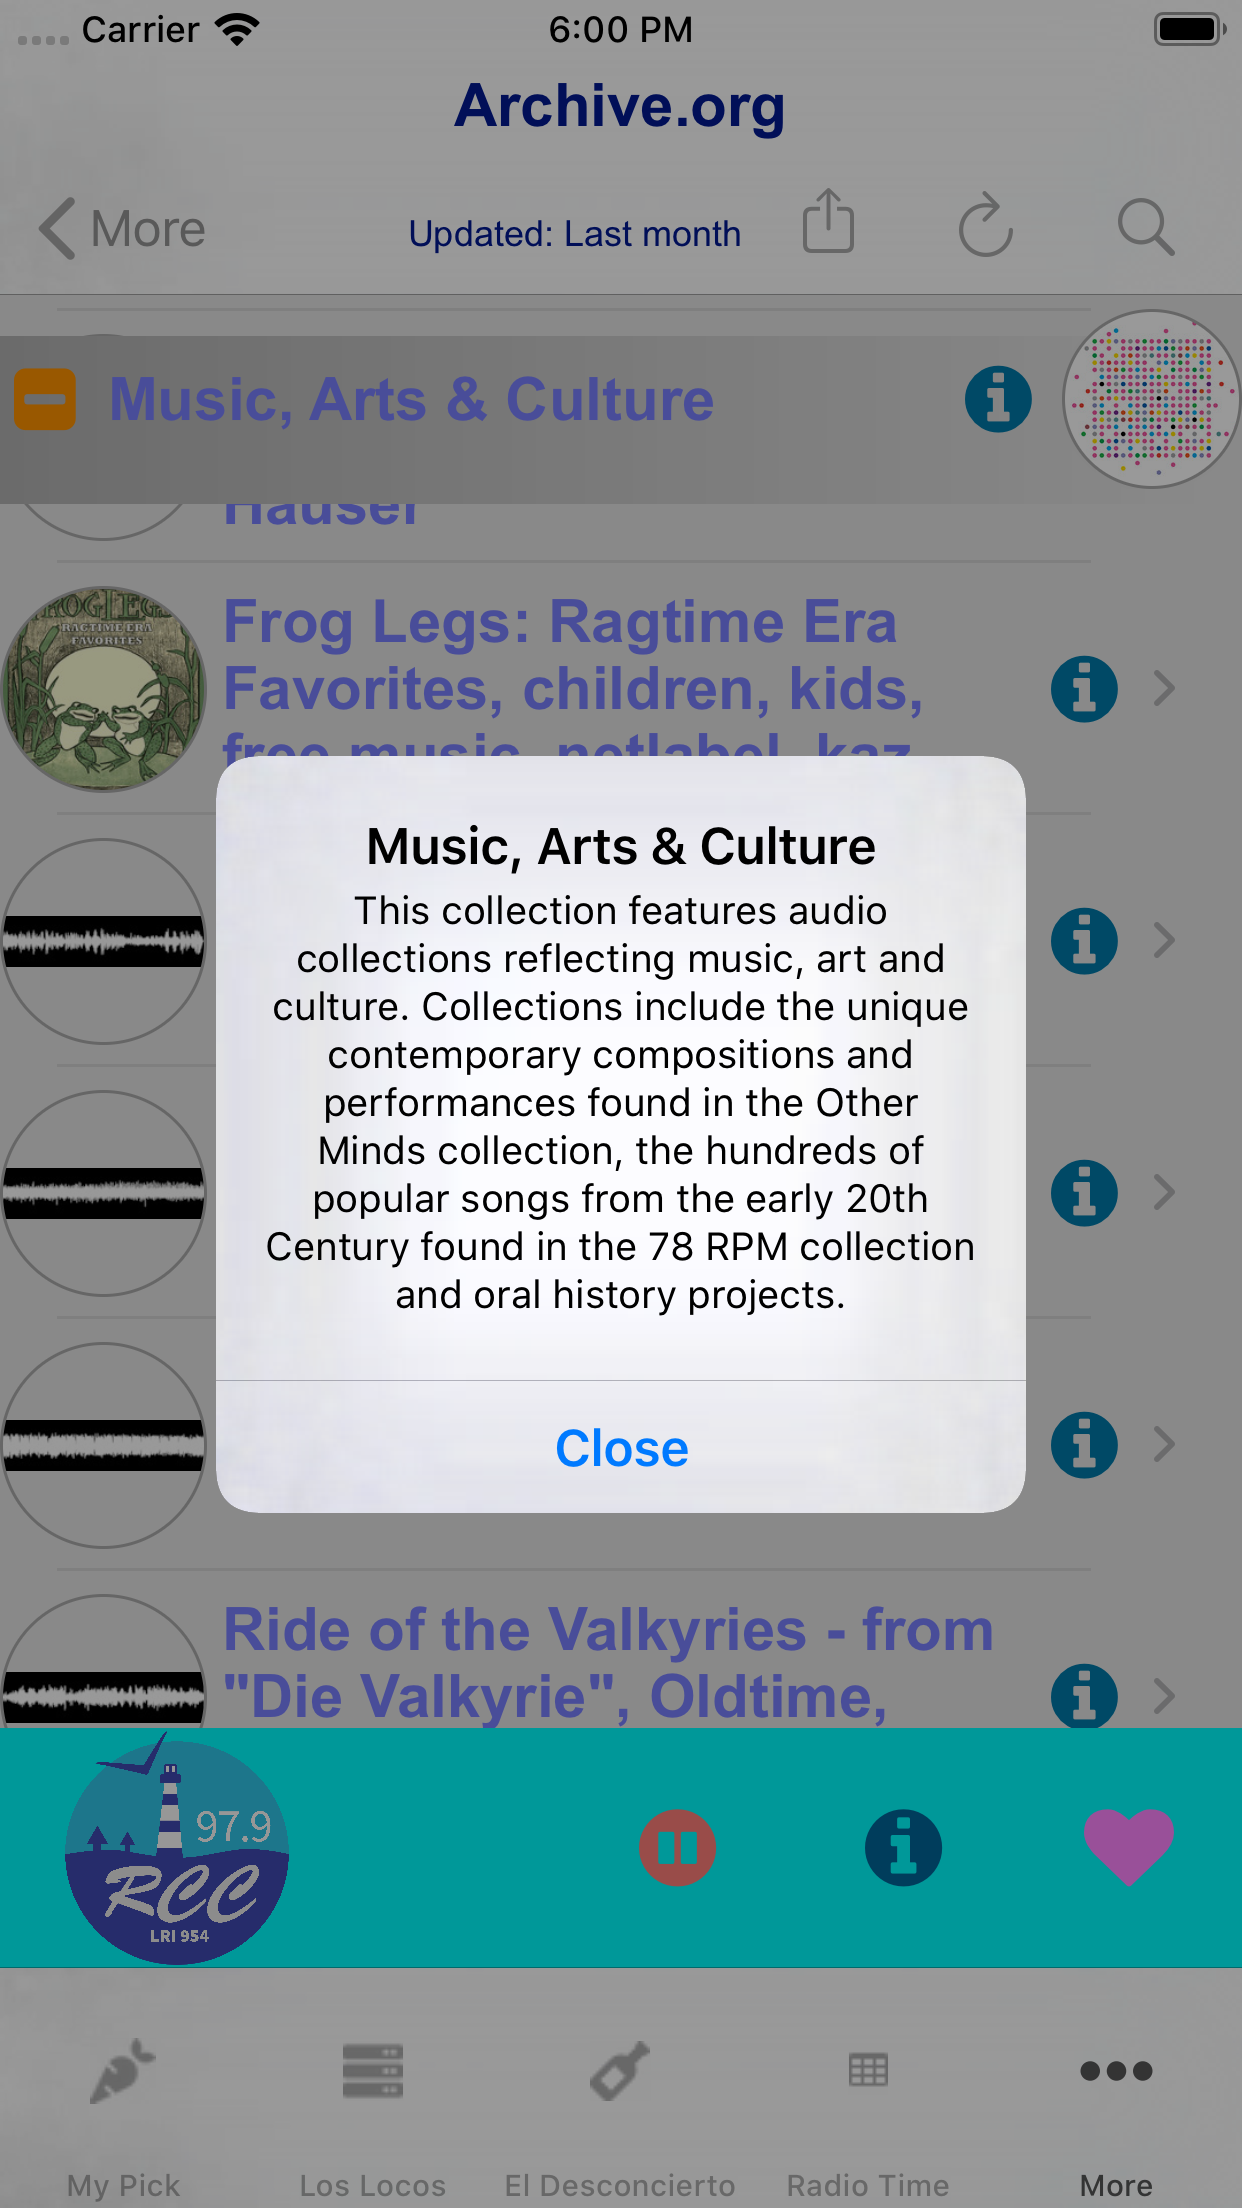 Carrier
6:00 PM
Archive.org
More
Updated: Last month
Music, Arts & Culture
Hauser
FROG LEGS
RAGTIME ERA
FAVORITES
Frog Legs: Ragtime Era
Favorites, children, kids,
free music, netlabel, kaz
Music, Arts & Culture
This collection features audio
collections reflecting music, art and
culture. Collections include the unique
contemporary compositions and
performances found in the Other
Minds collection, the hundreds of
popular songs from the early 20th
Century found in the 78 RPM collection
and oral history projects.
Close
Ride of the Valkyries - from
"Die Valkyrie", Oldtime,
97.9
RCC
LRI 954
My Pick
Los Locos
El Desconcierto
Radio Time
More